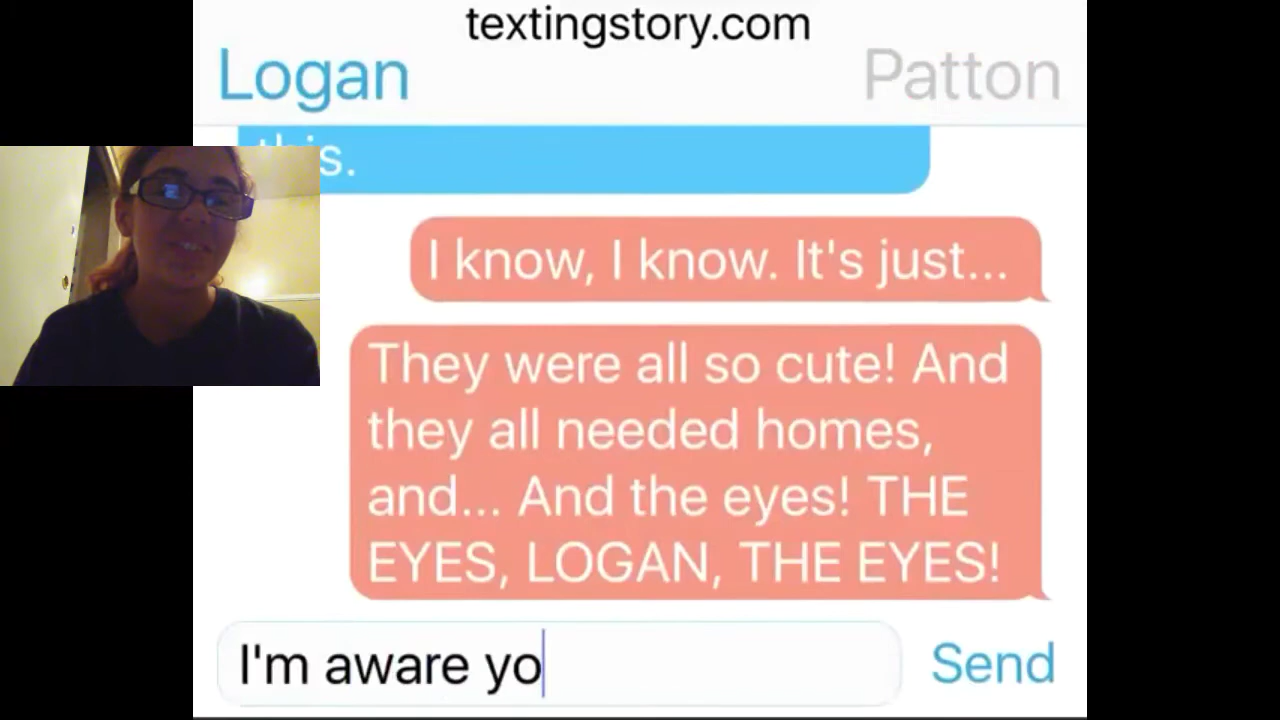 textingstory.com
Logan
Patton
this.
I know, I know. It's just...
They were all so cute! And
they all needed homes,
and... And the eyes! THE
EYES, LOGAN, THE EYES!
I'm aware yo
Send